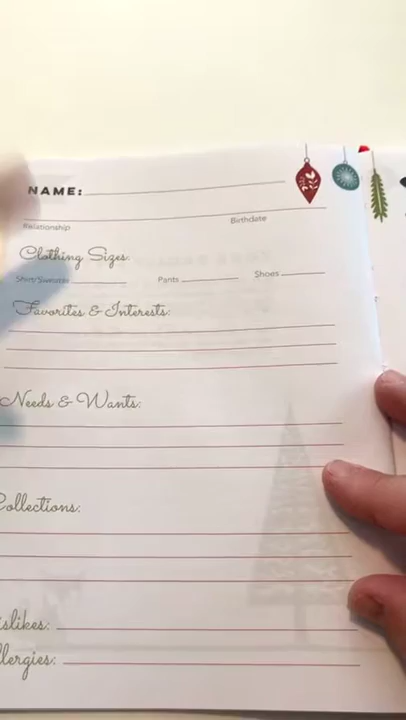 NAME:
Relationship Birthdate
Clothing Sizes:
Shirt/Sweater Pants Shoes
Favorites & Interests:
Needs & Wants:
Collections:
islikes:
llergies: